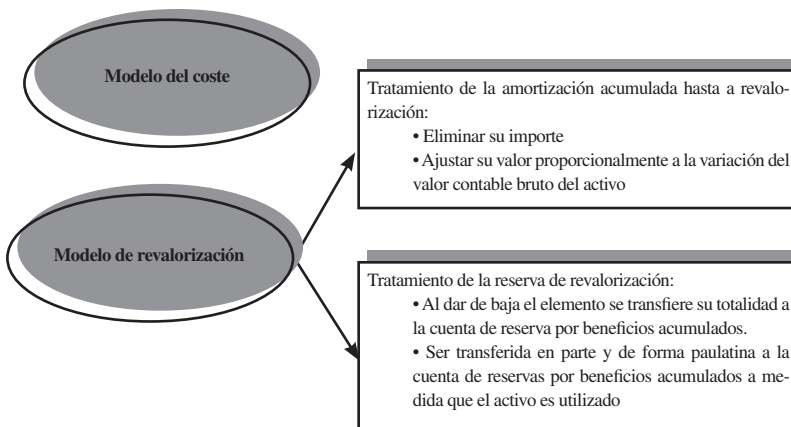 Modelo del coste
Tratamiento de la amortización acumulada hasta a revalo-
rización:
• Eliminar su importe
• Ajustar su valor proporcionalmente a la variación del
valor contable bruto del activo
Modelo de revalorización
Tratamiento de la reserva de revalorización:
• Al dar de baja el elemento se transfiere su totalidad a
la cuenta de reserva por beneficios acumulados.
• Ser transferida en parte y de forma paulatina a la
cuenta de reservas por beneficios acumulados a me-
dida que el activo es utilizado